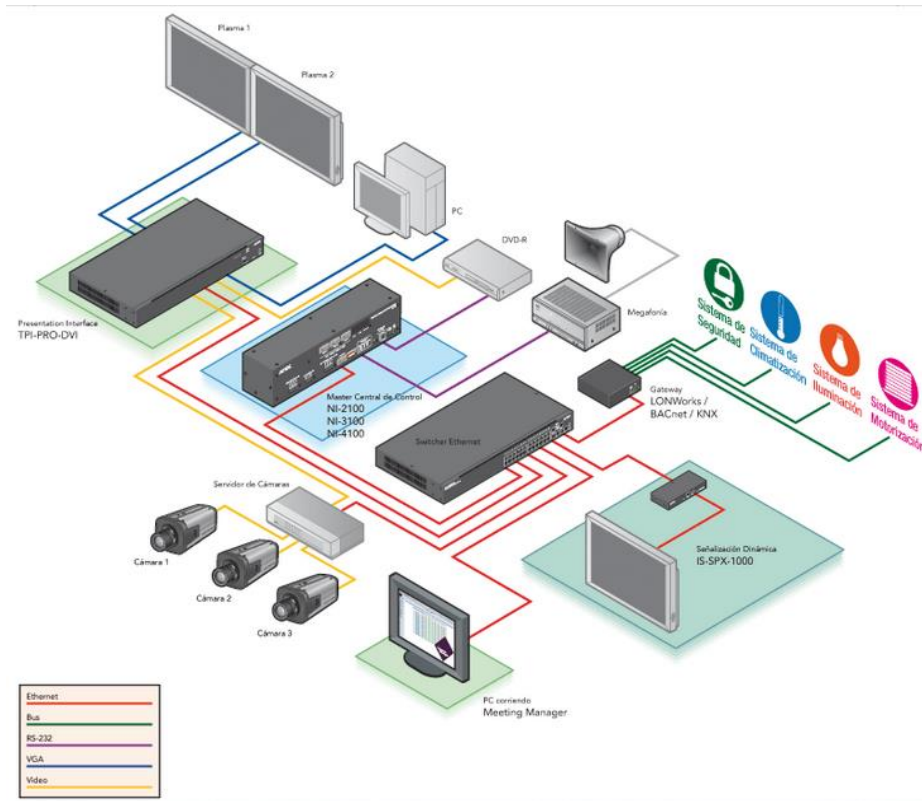 Plasma 1
Plasma 2
PC
DVD-R
Megafonía
Sistema de
Seguridad
Sistema de
Climatización
Sistema de
Iluminación
Sistema de
Motorización
Presentation Interface
TPI-PRO-DVI
Master Central de Control
NI-2100
NI-3100
NI-4100
Gateway
LONWorks /
BACnet / KNX
Switcher Ethernet
Servidor de Cámaras
Cámara 1
Cámara 2
Cámara 3
Señalización Dinámica
IS-SPX-1000
PC corriendo
Meeting Manager
Ethernet
Bus
RS-232
VGA
Video